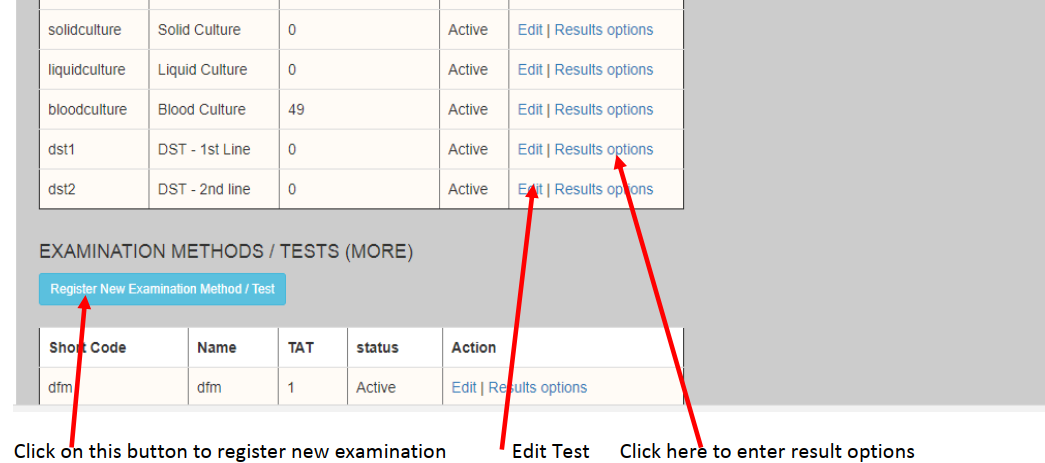 solidculture Solid Culture 0 Active Edit | Results options
liquidculture Liquid Culture 0 Active Edit | Results options
bloodculture Blood Culture 49 Active Edit | Results options
dst1 DST - 1st Line 0 Active Edit | Results options
dst2 DST - 2nd line 0 Active Edit | Results options
EXAMINATION METHODS / TESTS (MORE)
Register New Examination Method / Test
Short Code Name TAT status Action
dfm dfm 1 Active Edit | Results options
Click on this button to register new examination Edit Test Click here to enter result options